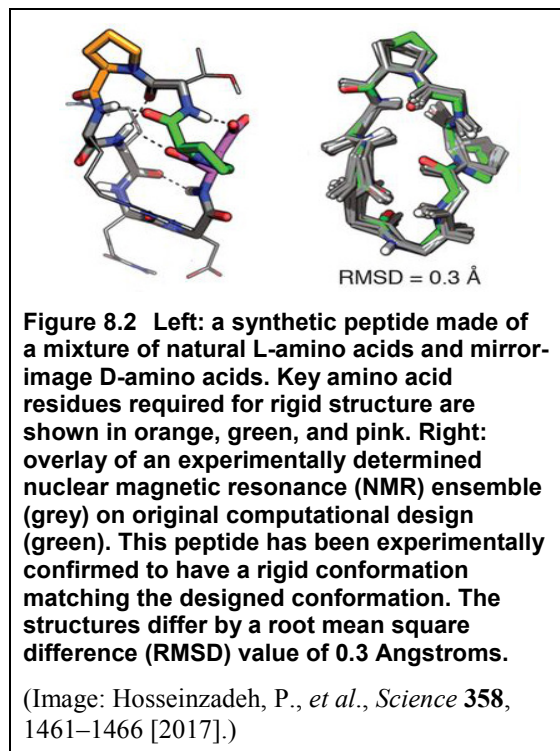 RMSD = 0.3 Å
Figure 8.2 Left: a synthetic peptide made of
a mixture of natural L-amino acids and mirror-
image D-amino acids. Key amino acid
residues required for rigid structure are
shown in orange, green, and pink. Right:
overlay of an experimentally determined
nuclear magnetic resonance (NMR) ensemble
(grey) on original computational design
(green). This peptide has been experimentally
confirmed to have a rigid conformation
matching the designed conformation. The
structures differ by a root mean square
difference (RMSD) value of 0.3 Angstroms.
(Image: Hosseinzadeh, P., et al., Science 358,
1461–1466 [2017].)